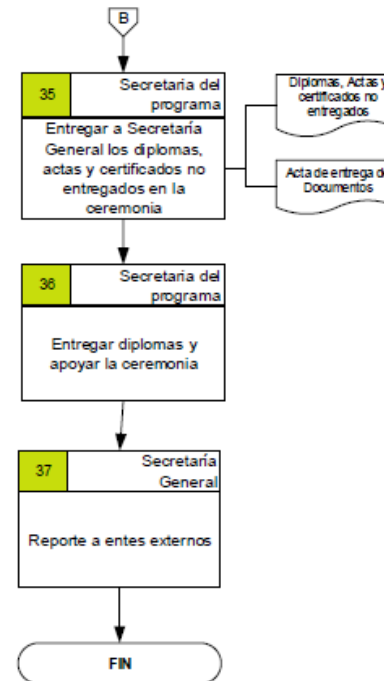 B
35
Secretaria del
programa
Entregar a Secretaría
General los diplomas,
actas y certificados no
entregados en la
ceremonia
Diplomas, Actas y
certificados no
entregados
Acta de entrega de
Documentos
36
Secretaria del
programa
Entregar diplomas y
apoyar la ceremonia
37
Secretaría
General
Reporte a entes externos
FIN